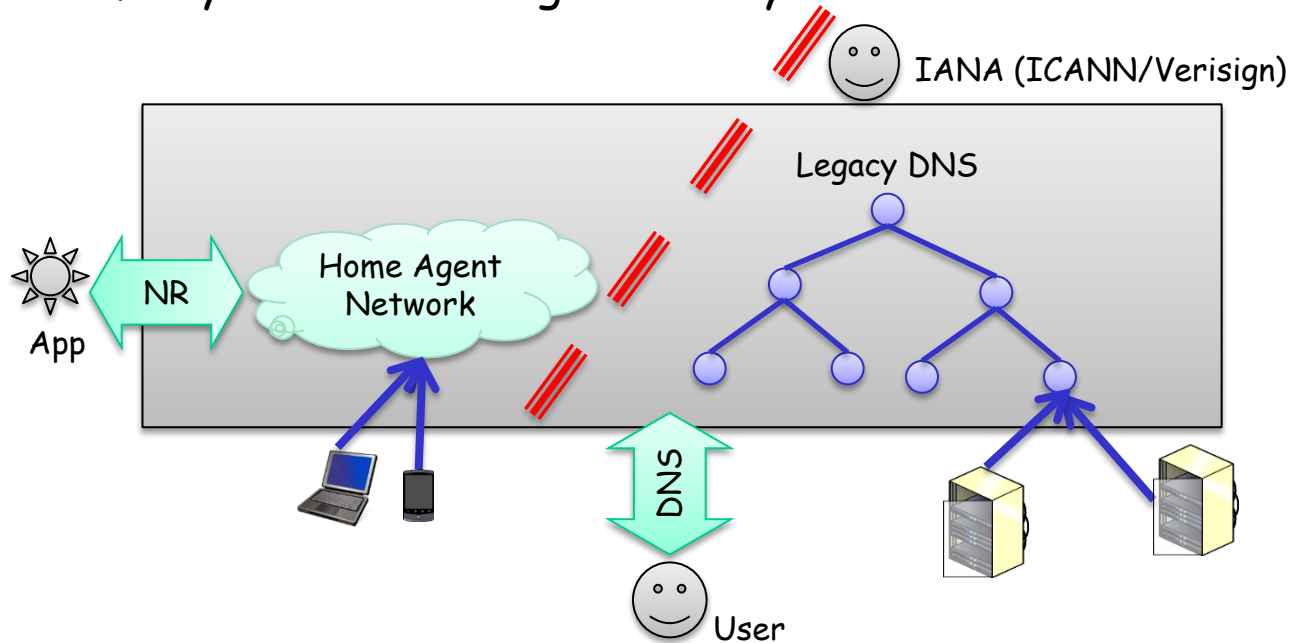 IANA (ICANN/Verisign)
Legacy DNS
Home Agent
Network
NR
App
DNS
User